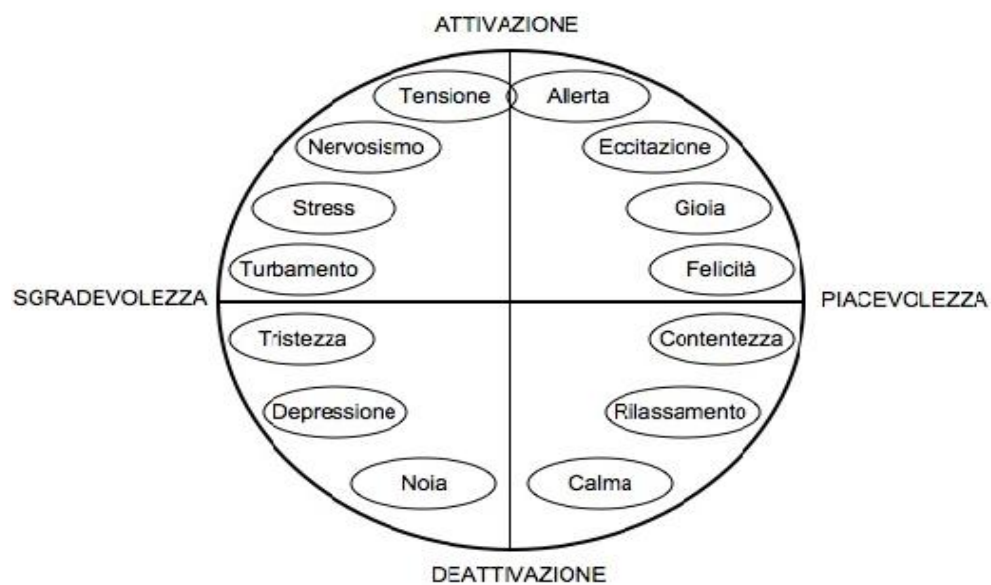 ATTIVAZIONE
Tensione Allerta
Nervosismo Eccitazione
Stress Gioia
Turbamento Felicità
SGRADEVOLEZZA PIACEVOLEZZA
Tristezza Contentezza
Depressione Rilassamento
Noia Calma
DEATTIVAZIONE